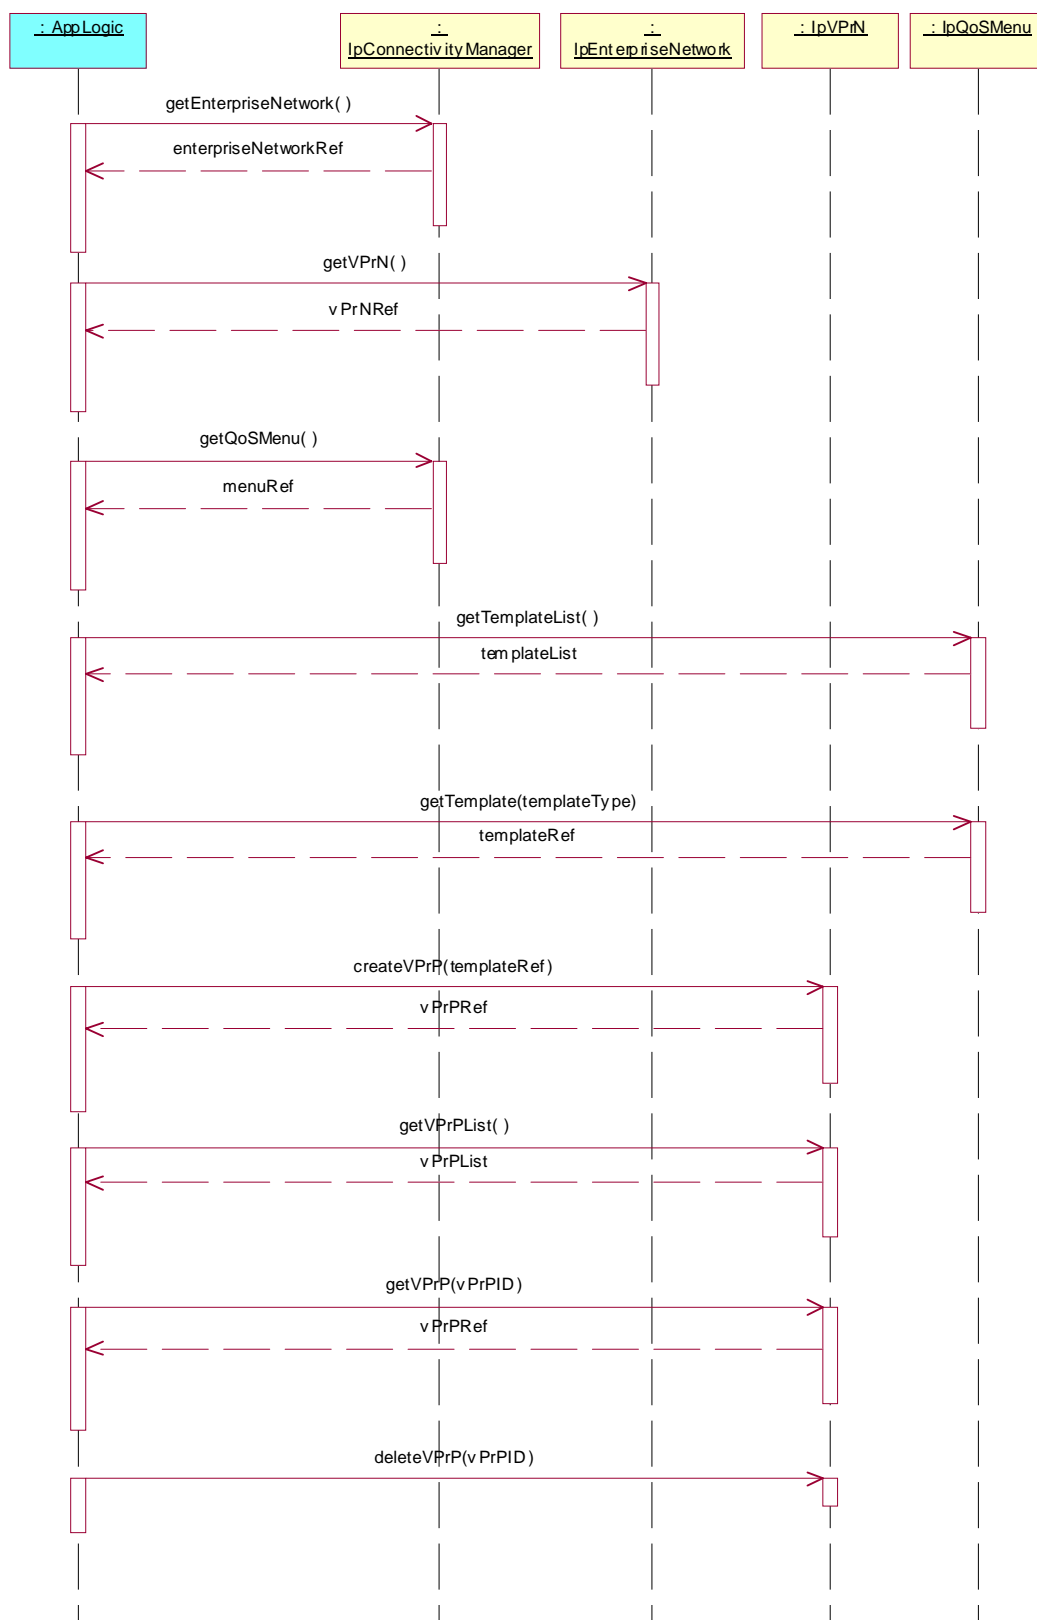 : AppLogic
:
IpConnectivityManager
:
IpEnterpriseNetwork
: IpVPrN
: IpQoSMenu
getEnterpriseNetwork( )
enterpriseNetworkRef
getVPrN( )
vPrNRef
getQoSMenu( )
menuRef
getTemplateList( )
templateList
getTemplate(templateType)
templateRef
createVPrP(templateRef)
vPrPRef
getVPrPList( )
vPrPList
getVPrP(vPrPID)
vPrPRef
deleteVPrP(vPrPID)